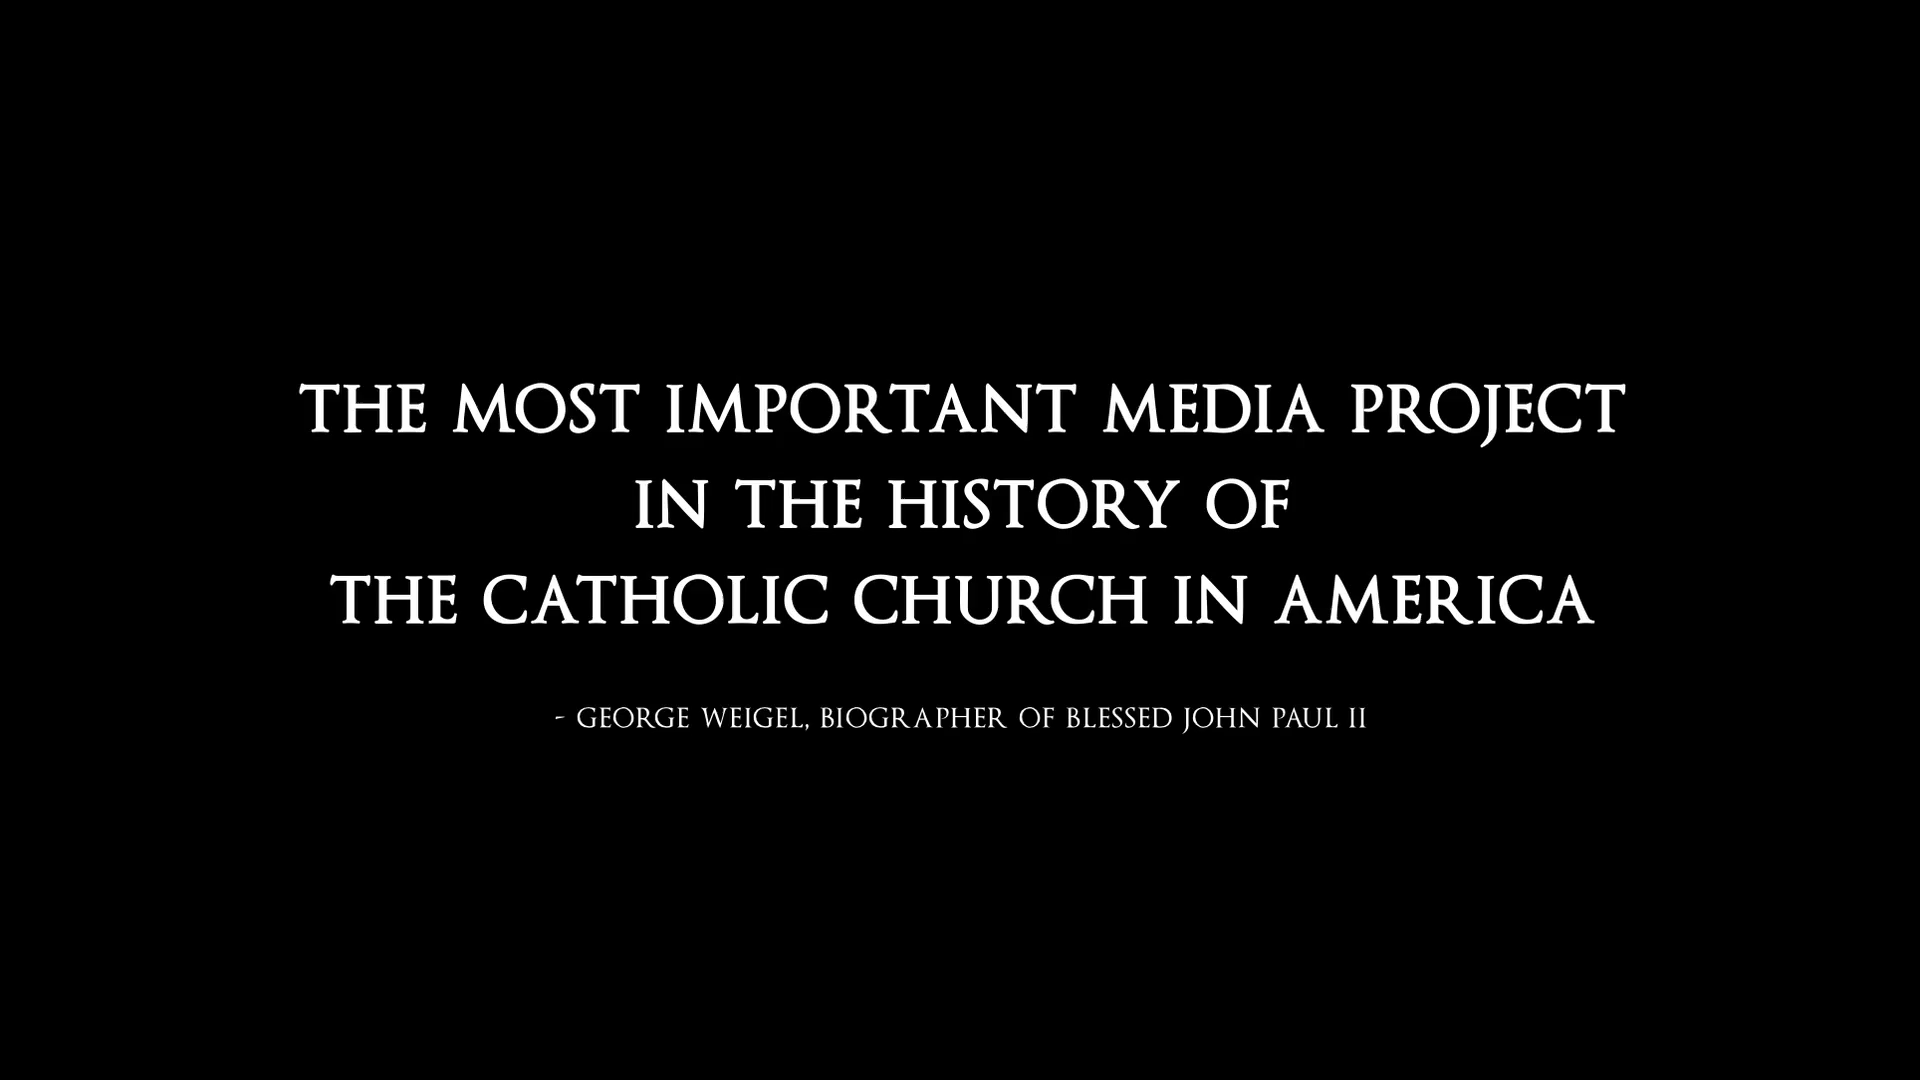 THE MOST IMPORTANT MEDIA PROJECT
IN THE HISTORY OF
THE CATHOLIC CHURCH IN AMERICA
- GEORGE WEIGEL, BIOGRAPHER OF BLESSED JOHN PAUL II